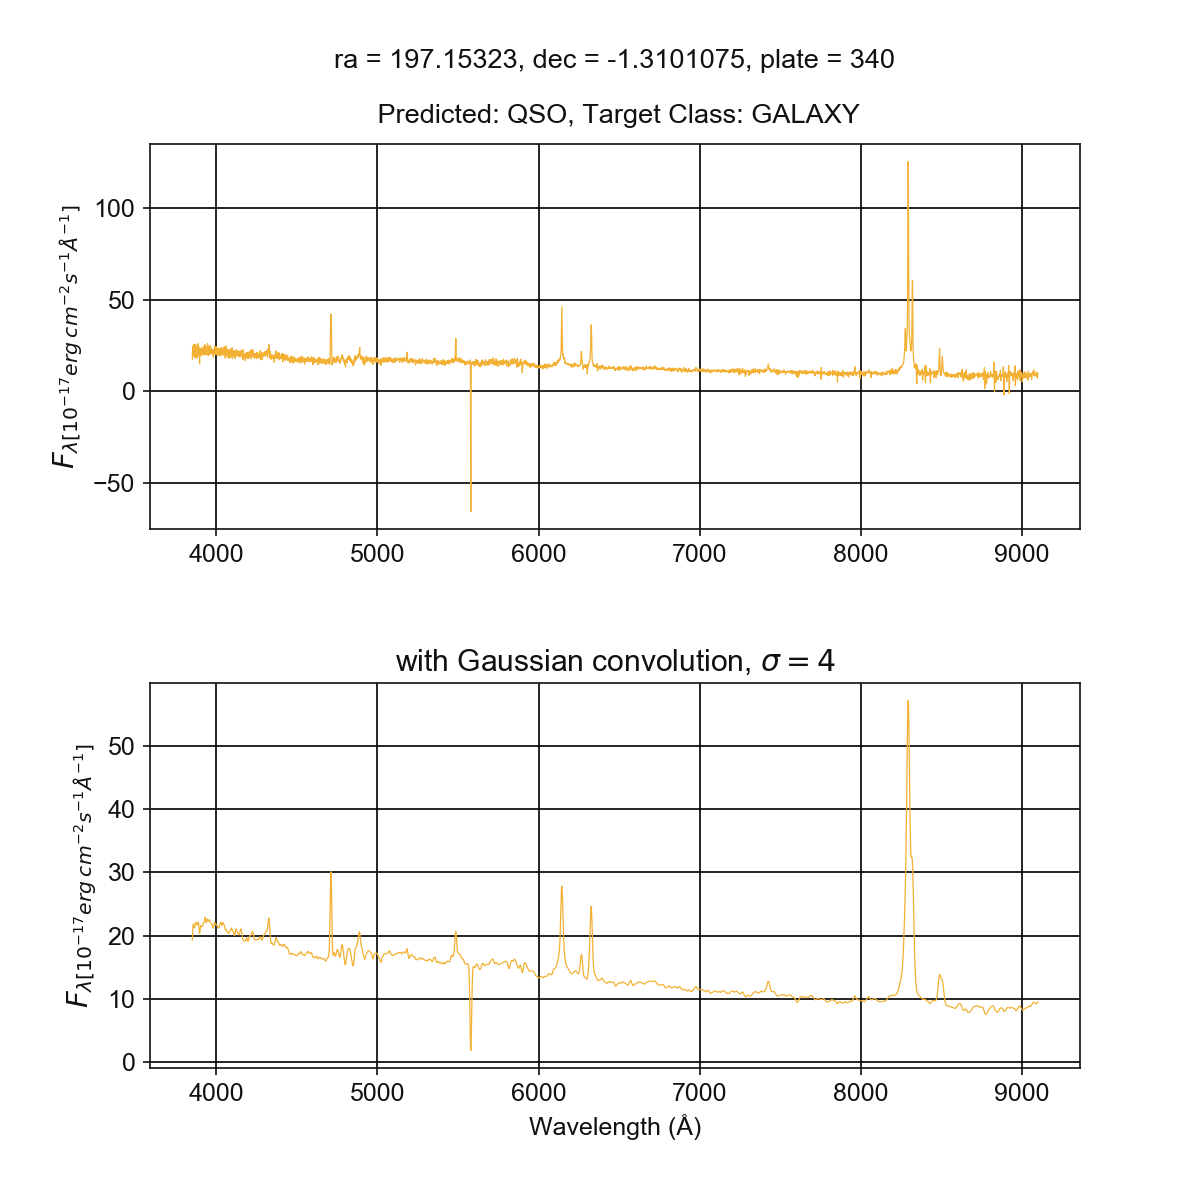 ra = 197.15323, dec = -1.3101075, plate = 340
Predicted: QSO, Target Class: GALAXY
F_λ[10^−17 erg cm^−2 s^−1 Å^−1]
100
50
0
−50
4000 5000 6000 7000 8000 9000
with Gaussian convolution, σ = 4
F_λ[10^−17 erg cm^−2 s^−1 Å^−1]
50
40
30
20
10
0
4000 5000 6000 7000 8000 9000
Wavelength (Å)